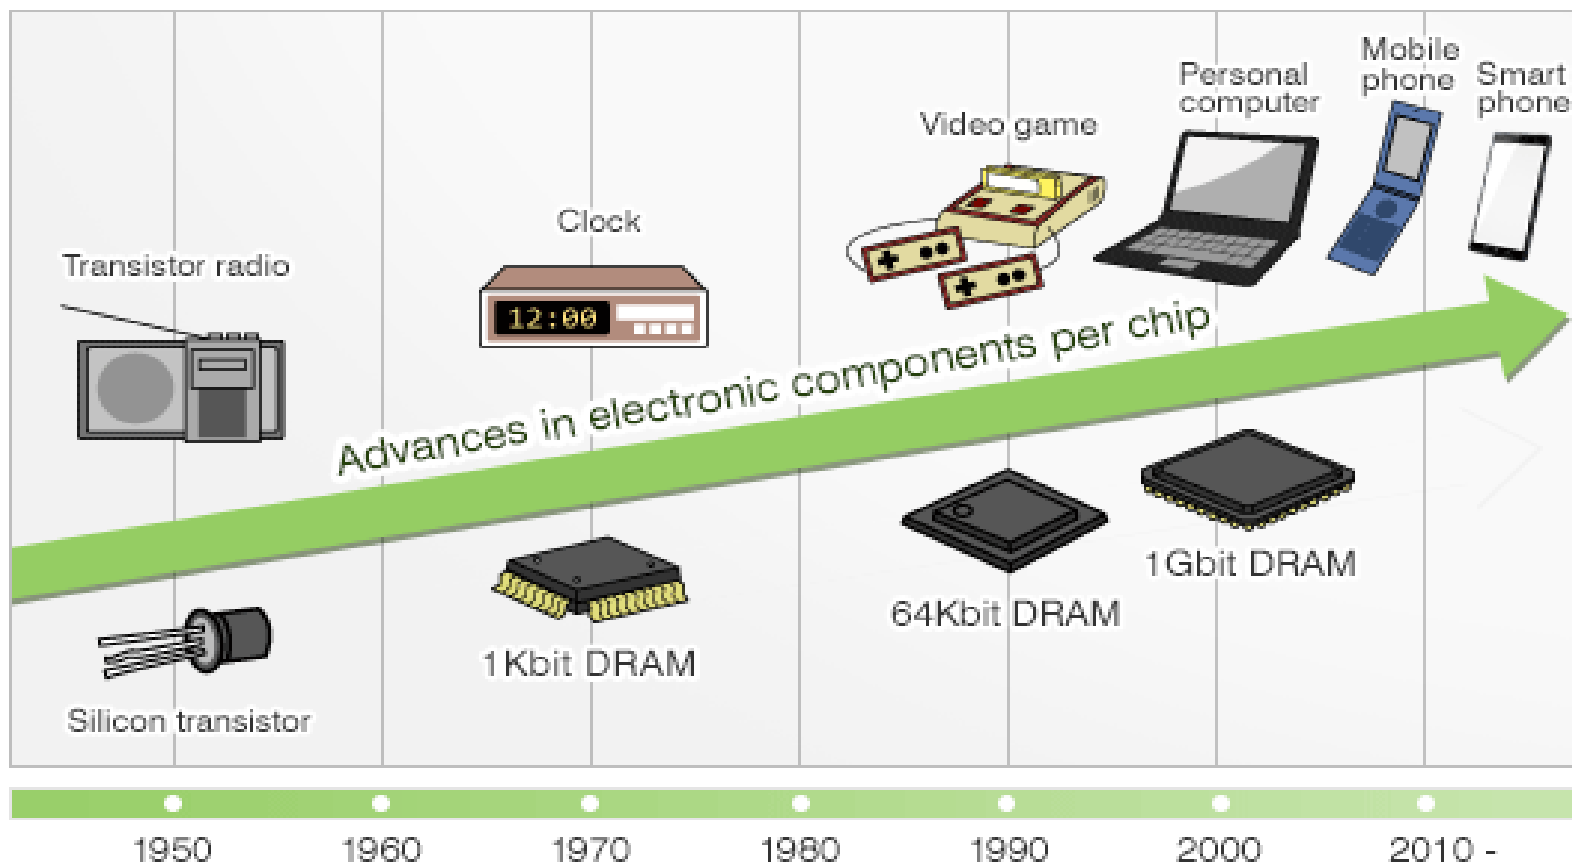 Mobile
phone
Smart
phone
Personal
computer
Video game
Clock
Transistor radio
12:00
Advances in electronic components per chip
1Gbit DRAM
64Kbit DRAM
1Kbit DRAM
Silicon transistor
1950 1960 1970 1980 1990 2000 2010 -